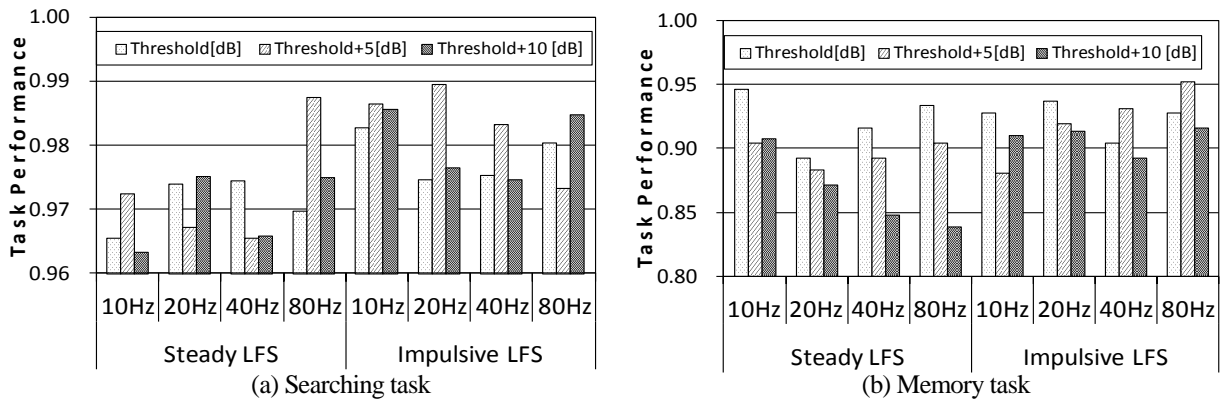 1.00
0.99
0.98
0.97
0.96
Task Performance
Threshold[dB] Threshold+5[dB] Threshold+10 [dB]
10Hz 20Hz 40Hz 80Hz 10Hz 20Hz 40Hz 80Hz
Steady LFS Impulsive LFS
(a) Searching task
1.00
0.95
0.90
0.85
0.80
Task Performance
Threshold[dB] Threshold+5[dB] Threshold+10 [dB]
10Hz 20Hz 40Hz 80Hz 10Hz 20Hz 40Hz 80Hz
Steady LFS Impulsive LFS
(b) Memory task